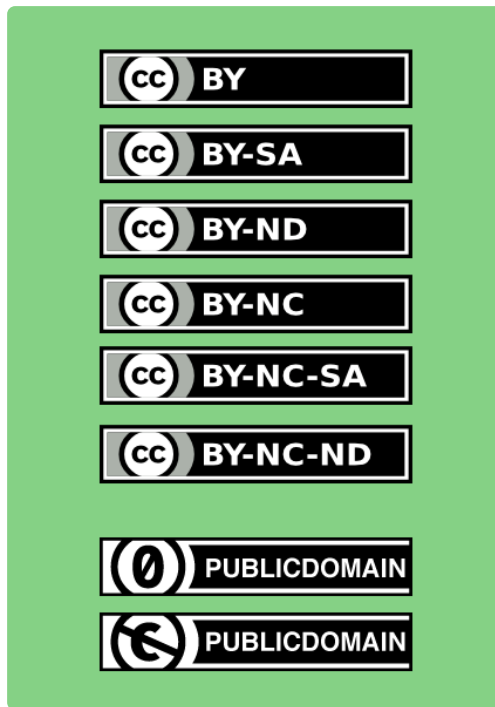 cc BY
cc BY-SA
cc BY-ND
cc BY-NC
cc BY-NC-SA
cc BY-NC-ND
0 PUBLICDOMAIN
C PUBLICDOMAIN